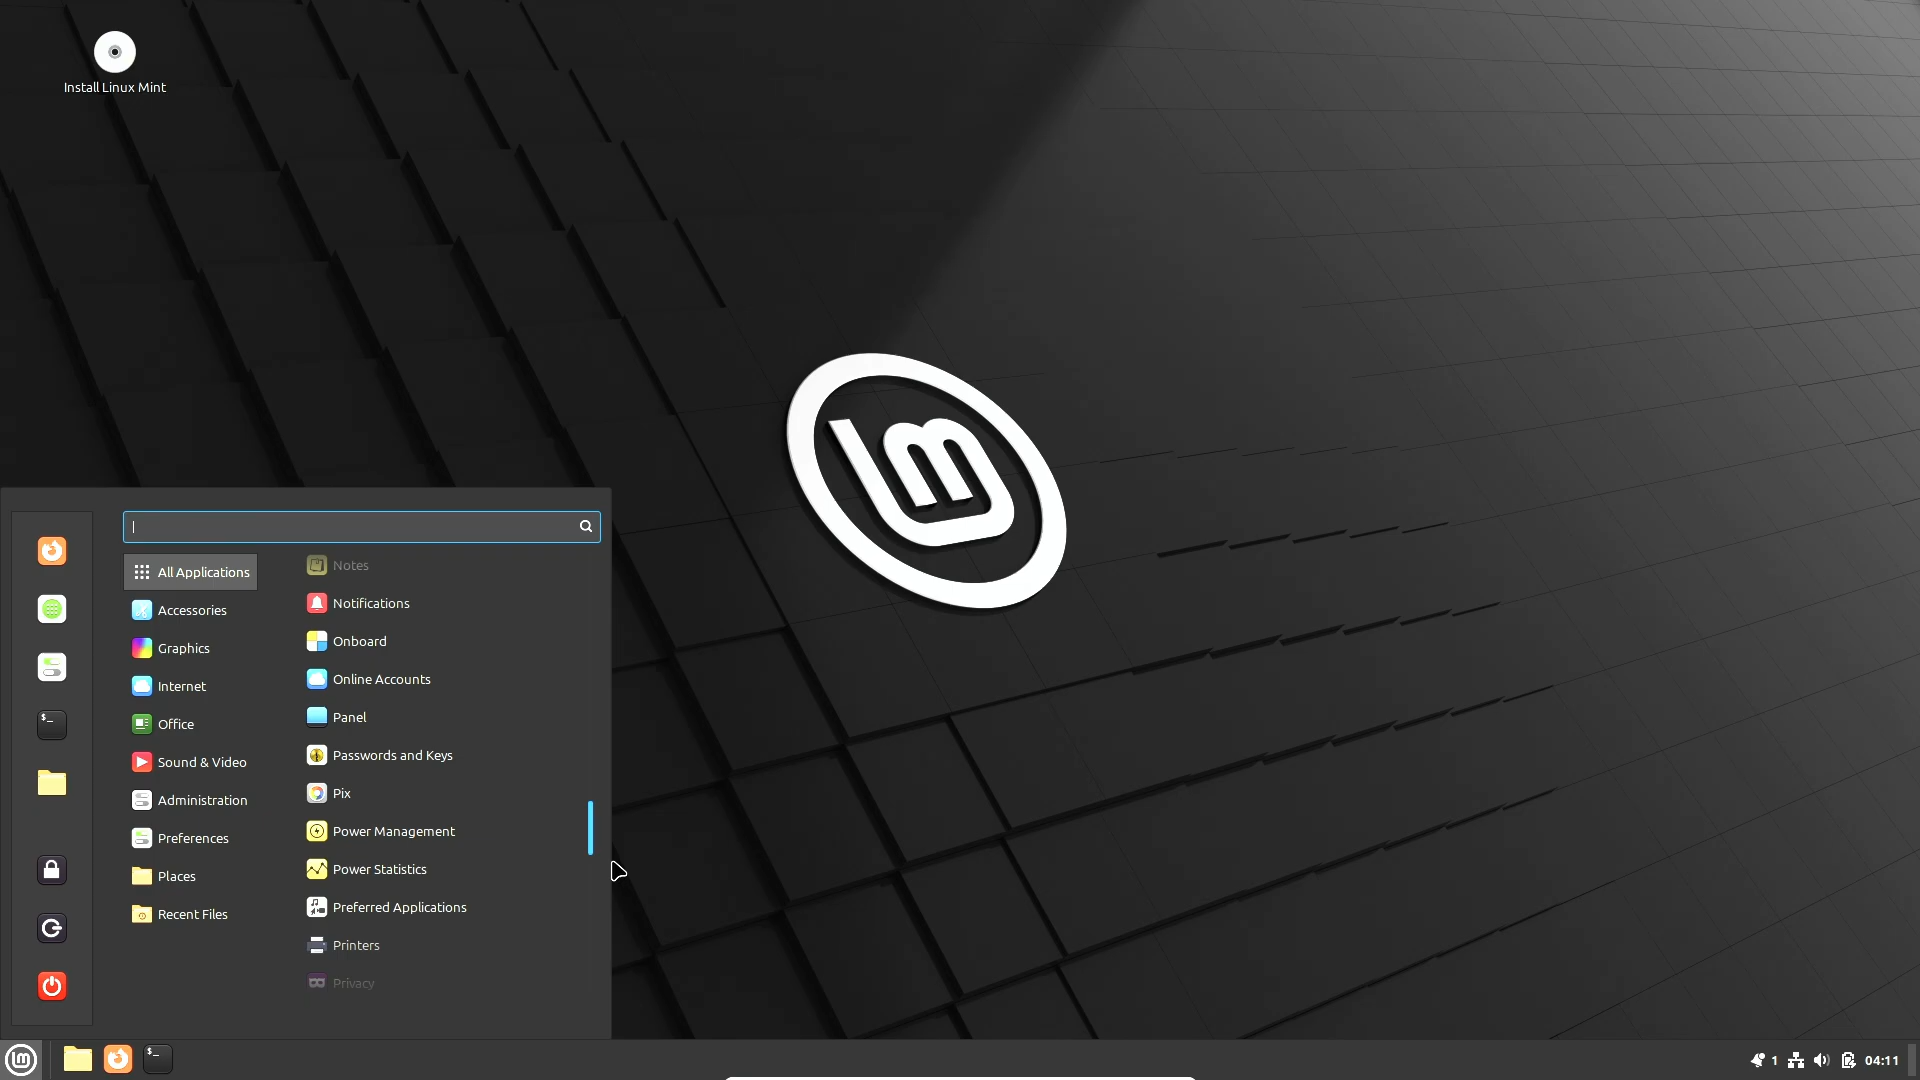 Install Linux Mint
All Applications
Accessories
Graphics
Internet
Office
Sound & Video
Administration
Preferences
Places
Recent Files
Notes
Notifications
Onboard
Online Accounts
Panel
Passwords and Keys
Pix
Power Management
Power Statistics
Preferred Applications
Printers
Privacy
$_
$_
1
04:11